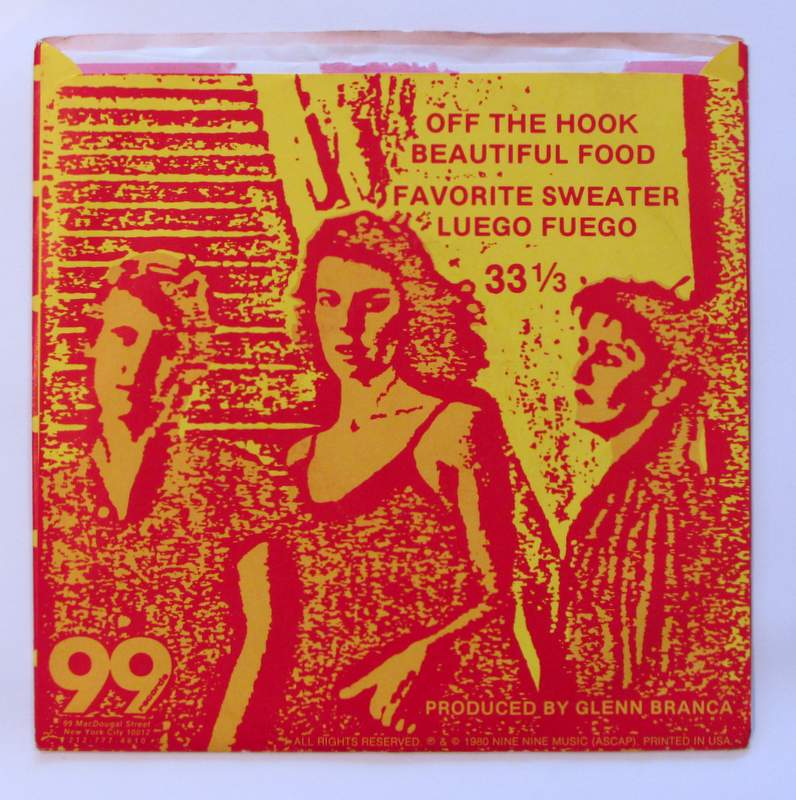 OFF THE HOOK
BEAUTIFUL FOOD
FAVORITE SWEATER
LUEGO FUEGO
33 1/3
99
99 MacDougal Street
New York City 10012
PRODUCED BY GLENN BRANCA
ALL RIGHTS RESERVED. ℗ & © 1980 NINE NINE MUSIC (ASCAP). PRINTED IN USA.